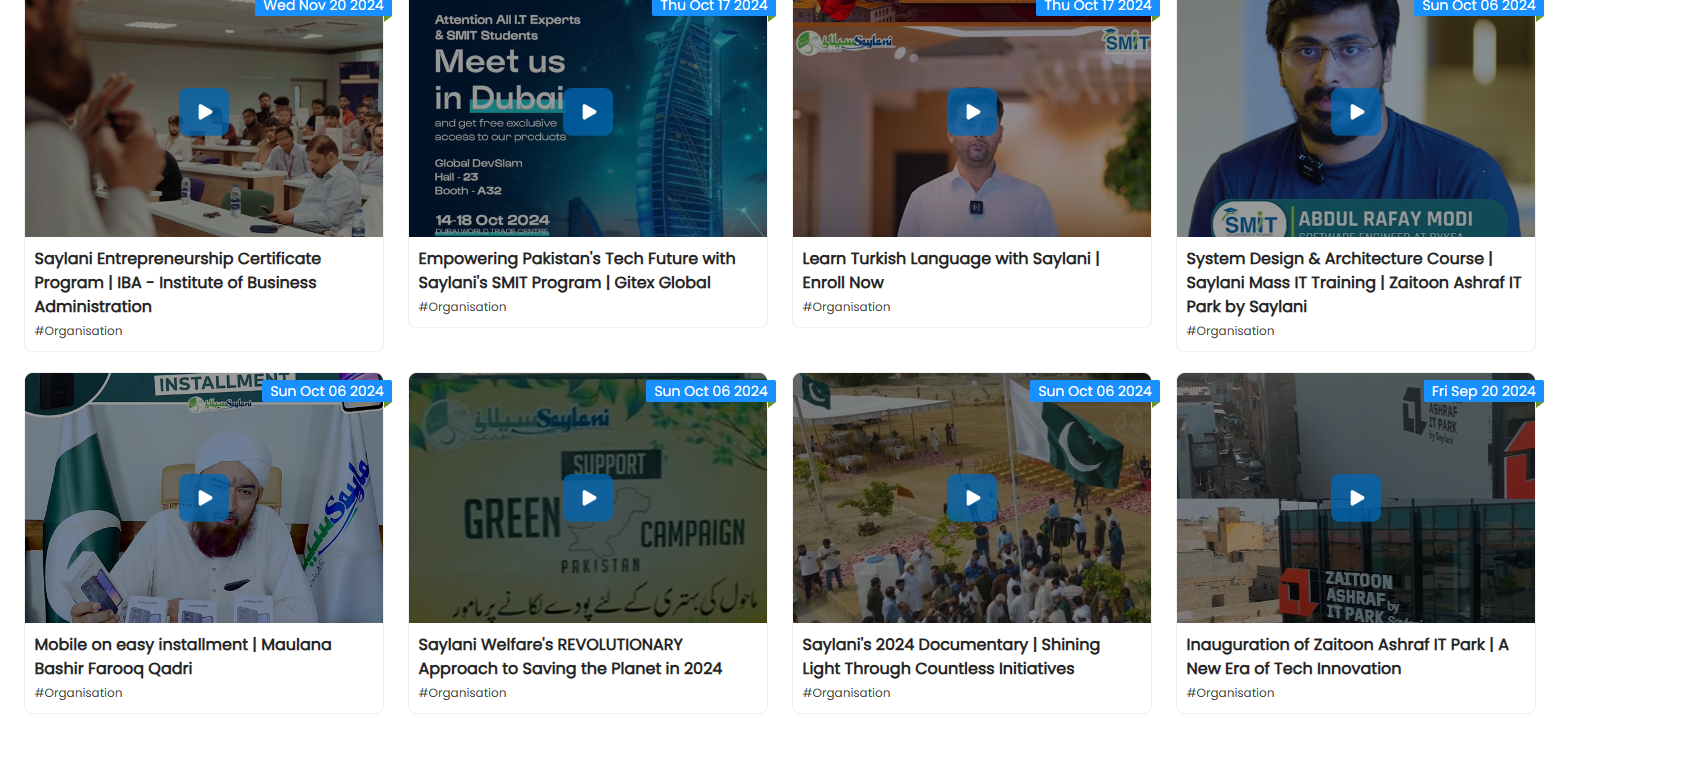 Wed Nov 20 2024
Thu Oct 17 2024
Thu Oct 17 2024
Sun Oct 06 2024
Attention All I.T Experts
& SMIT Students
Meet us
in Dubai
and get free exclusive
access to our products
Global DevSlam
Hall - 23
Booth - A32
14-18 Oct 2024
DUBAI WORLD TRADE CENTRE
سیلانی Saylani
SMIT
SMIT
ABDUL RAFAY MODI
SOFTWARE ENGINEER AT BYKEA
Saylani Entrepreneurship Certificate
Program | IBA - Institute of Business
Administration
#Organisation
Empowering Pakistan's Tech Future with
Saylani's SMIT Program | Gitex Global
#Organisation
Learn Turkish Language with Saylani |
Enroll Now
#Organisation
System Design & Architecture Course |
Saylani Mass IT Training | Zaitoon Ashraf IT
Park by Saylani
#Organisation
Sun Oct 06 2024
Sun Oct 06 2024
Sun Oct 06 2024
Fri Sep 20 2024
INSTALLMENT
سیلانی Saylani
سیلانی Saylani
SUPPORT
GREEN
CAMPAIGN
PAKISTAN
ماحول کی بہتری کے لئے پودے لگانے پر مامور
ASHRAF
IT PARK
by Saylani
ZAITOON
ASHRAF by
IT PARK Saylani
Mobile on easy installment | Maulana
Bashir Farooq Qadri
#Organisation
Saylani Welfare's REVOLUTIONARY
Approach to Saving the Planet in 2024
#Organisation
Saylani's 2024 Documentary | Shining
Light Through Countless Initiatives
#Organisation
Inauguration of Zaitoon Ashraf IT Park | A
New Era of Tech Innovation
#Organisation